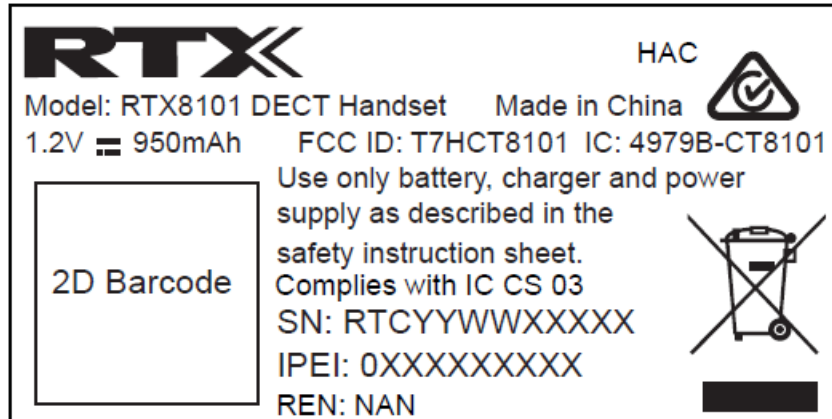 RTX
HAC
Model: RTX8101 DECT Handset Made in China
1.2V 950mAh FCC ID: T7HCT8101 IC: 4979B-CT8101
Use only battery, charger and power
supply as described in the
safety instruction sheet.
Complies with IC CS 03
2D Barcode
SN: RTCYYWWXXXXX
IPEI: 0XXXXXXXXX
REN: NAN